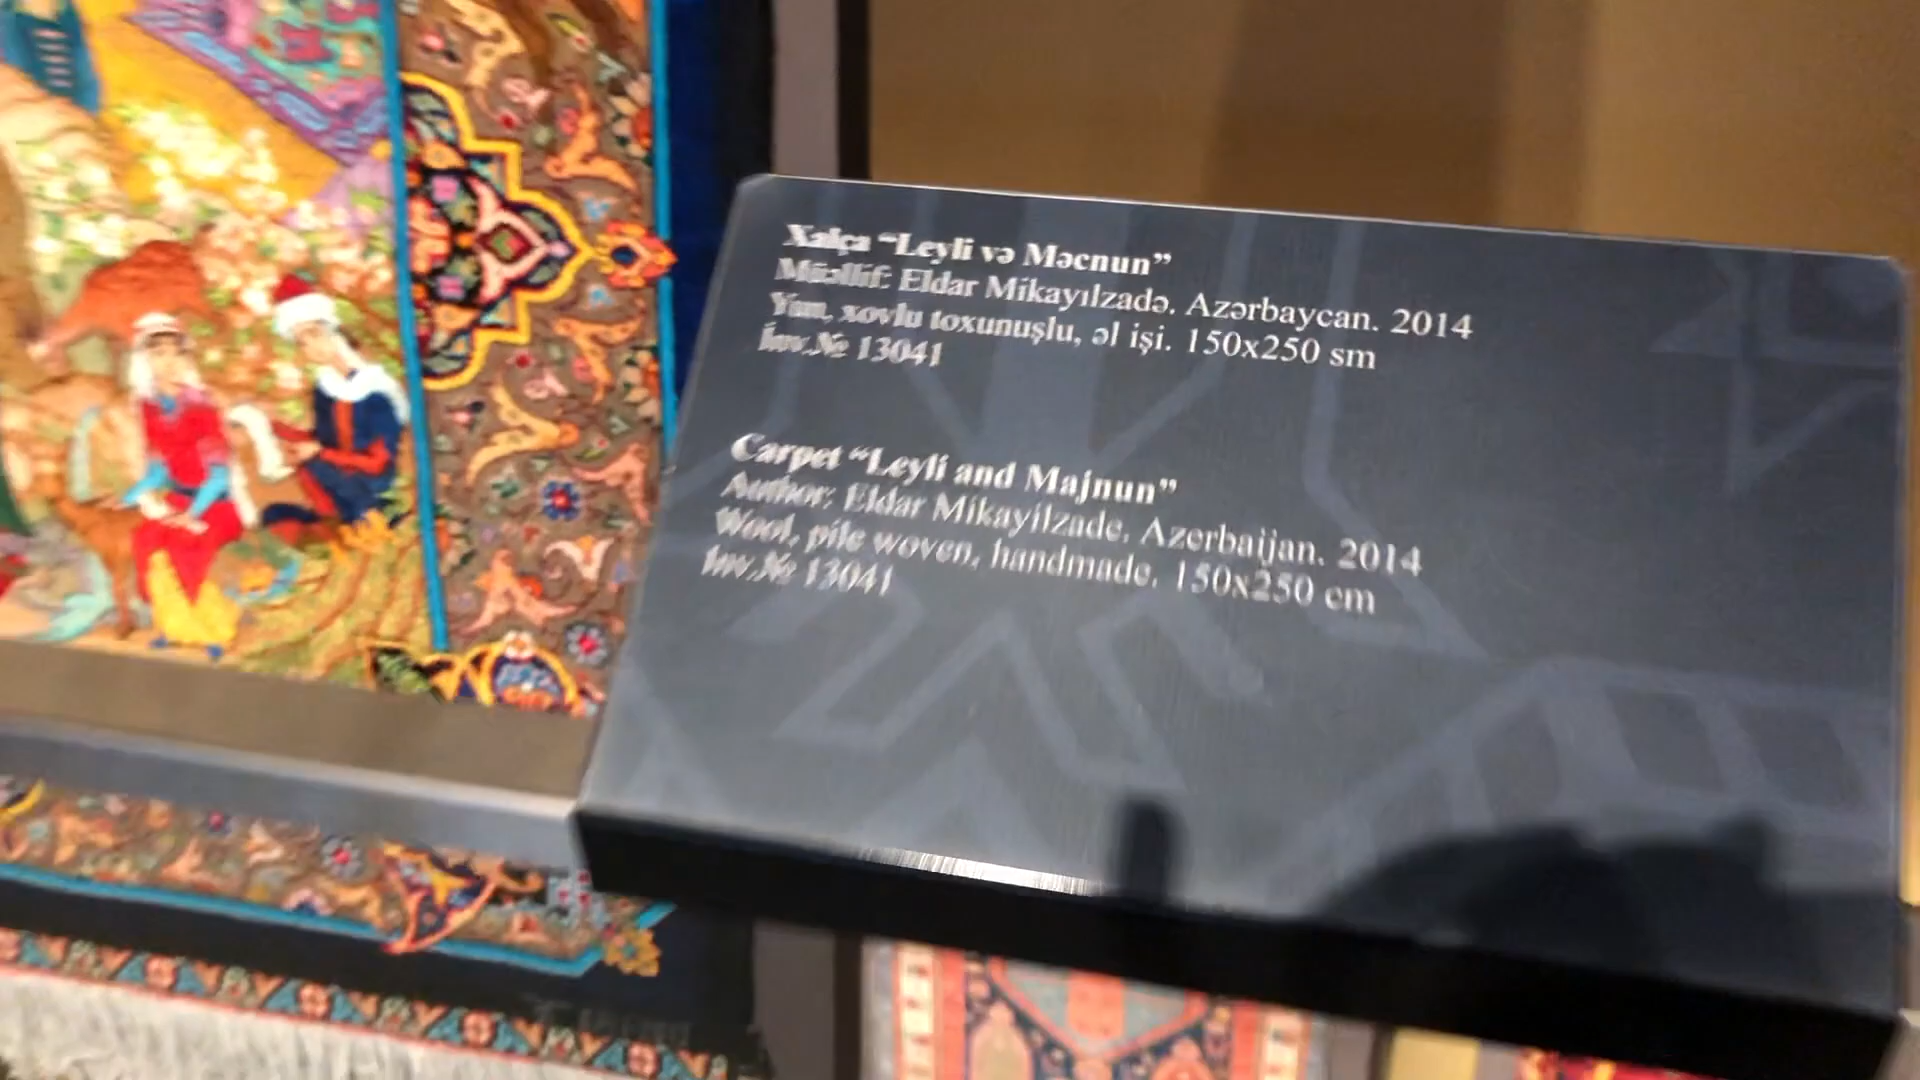 Xalça “Leyli və Məcnun”
Müəllif: Eldar Mikayılzadə. Azərbaycan. 2014
Yun, xovlu toxunuşlu, əl işi. 150x250 sm
İnv.№ 13041
Carpet “Leyli and Majnun”
Author: Eldar Mikayilzade. Azerbaijan. 2014
Wool, pile woven, handmade. 150x250 cm
Inv.№ 13041